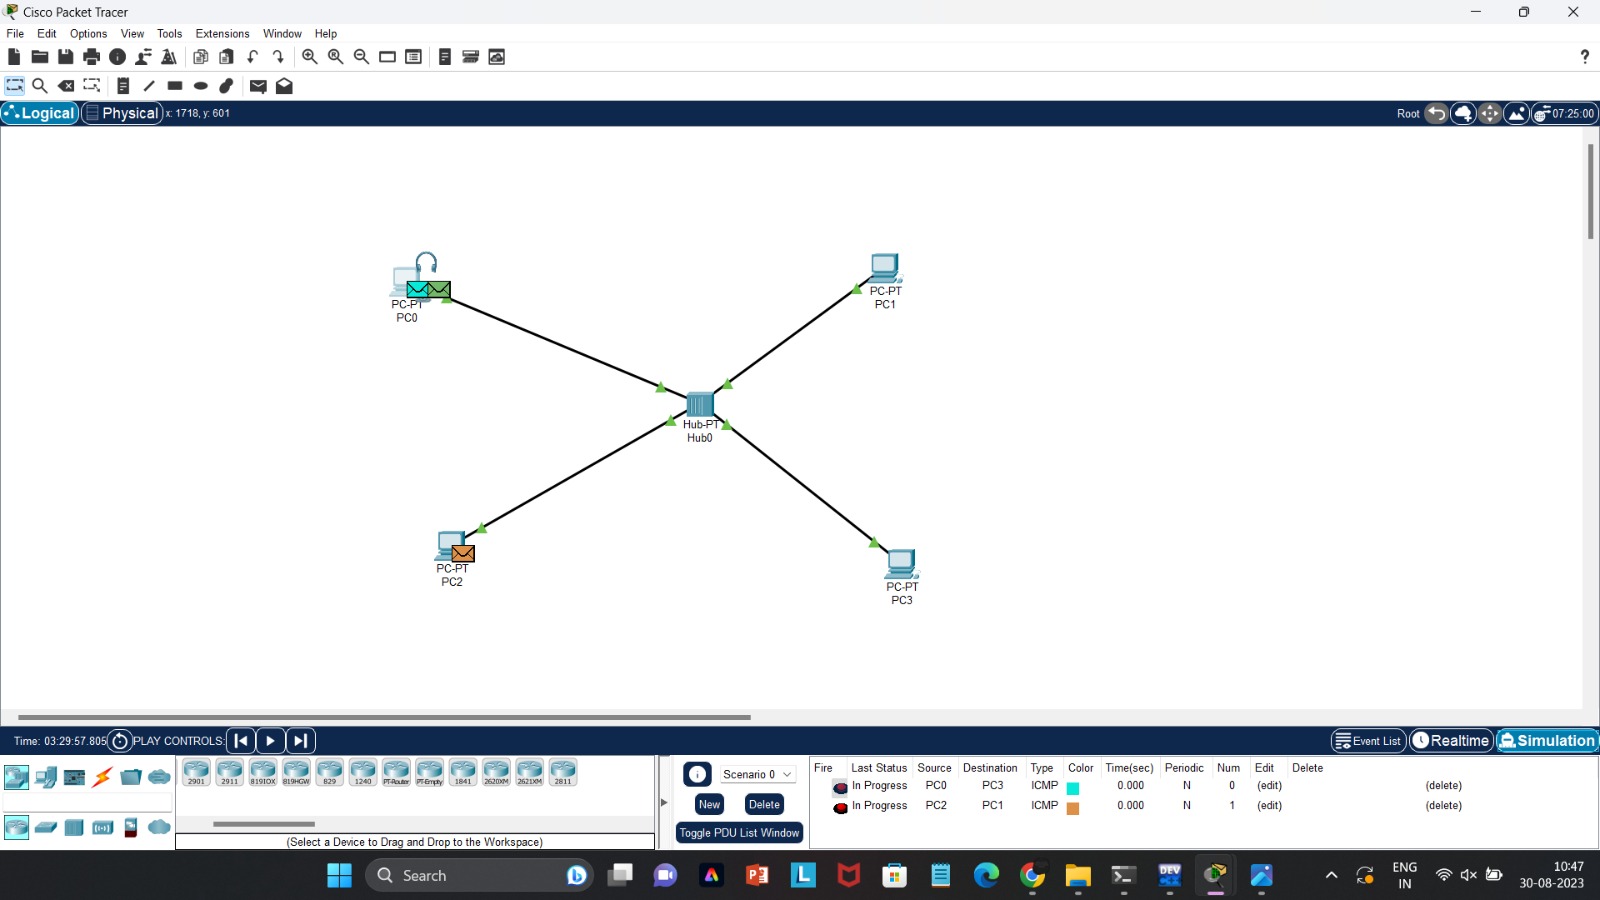 Cisco Packet Tracer
File Edit Options View Tools Extensions Window Help
?
Logical Physical x: 1718, y: 601 Root 07:25:00
PC-PT
PC0
PC-PT
PC1
Hub-PT
Hub0
PC-PT
PC2
PC-PT
PC3
Time: 03:29:57.805 PLAY CONTROLS: Event List Realtime Simulation
2901 2911 819IOX 819HGW 829 1240 PT-Router PT-Empty 1841 2620XM 2621XM 2811
(Select a Device to Drag and Drop to the Workspace)
Scenario 0
New Delete
Toggle PDU List Window
Fire Last Status Source Destination Type Color Time(sec) Periodic Num Edit Delete
In Progress PC0 PC3 ICMP 0.000 N 0 (edit) (delete)
In Progress PC2 PC1 ICMP 0.000 N 1 (edit) (delete)
Search
DEV
ENG
IN
10:47
30-08-2023